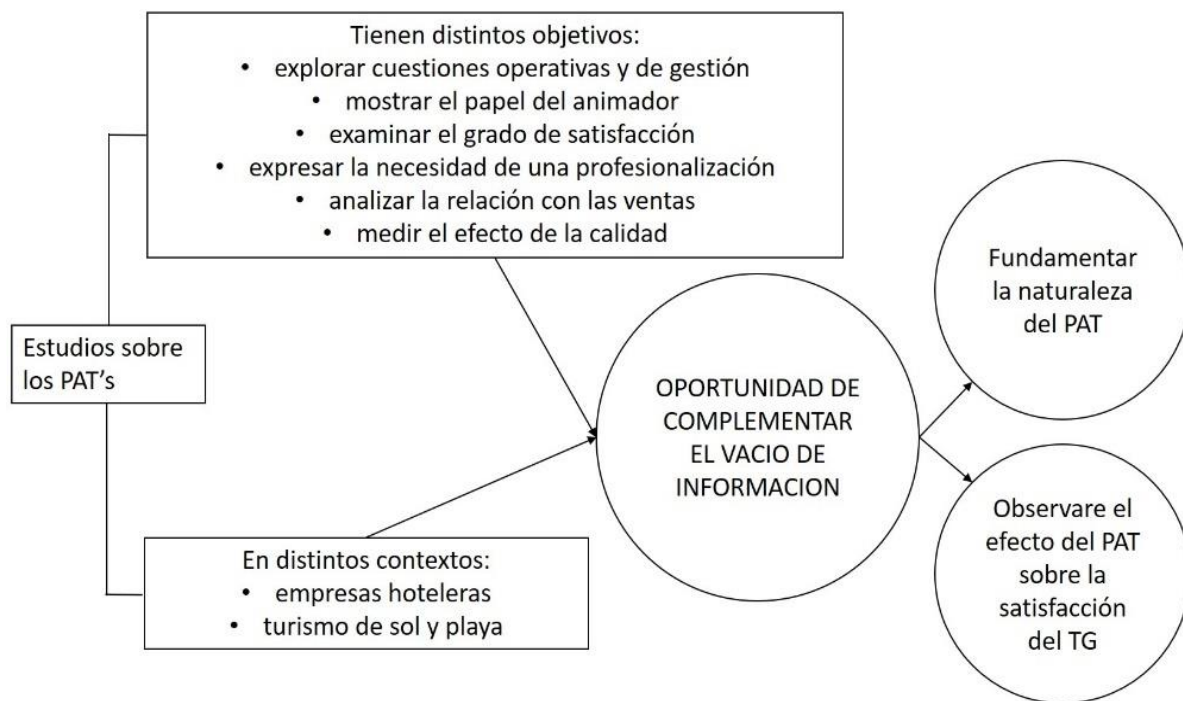 Tienen distintos objetivos:
• explorar cuestiones operativas y de gestión
• mostrar el papel del animador
• examinar el grado de satisfacción
• expresar la necesidad de una profesionalización
• analizar la relación con las ventas
• medir el efecto de la calidad
Estudios sobre
los PAT’s
En distintos contextos:
• empresas hoteleras
• turismo de sol y playa
OPORTUNIDAD DE
COMPLEMENTAR
EL VACIO DE
INFORMACION
Fundamentar
la naturaleza
del PAT
Observare el
efecto del PAT
sobre la
satisfacción
del TG